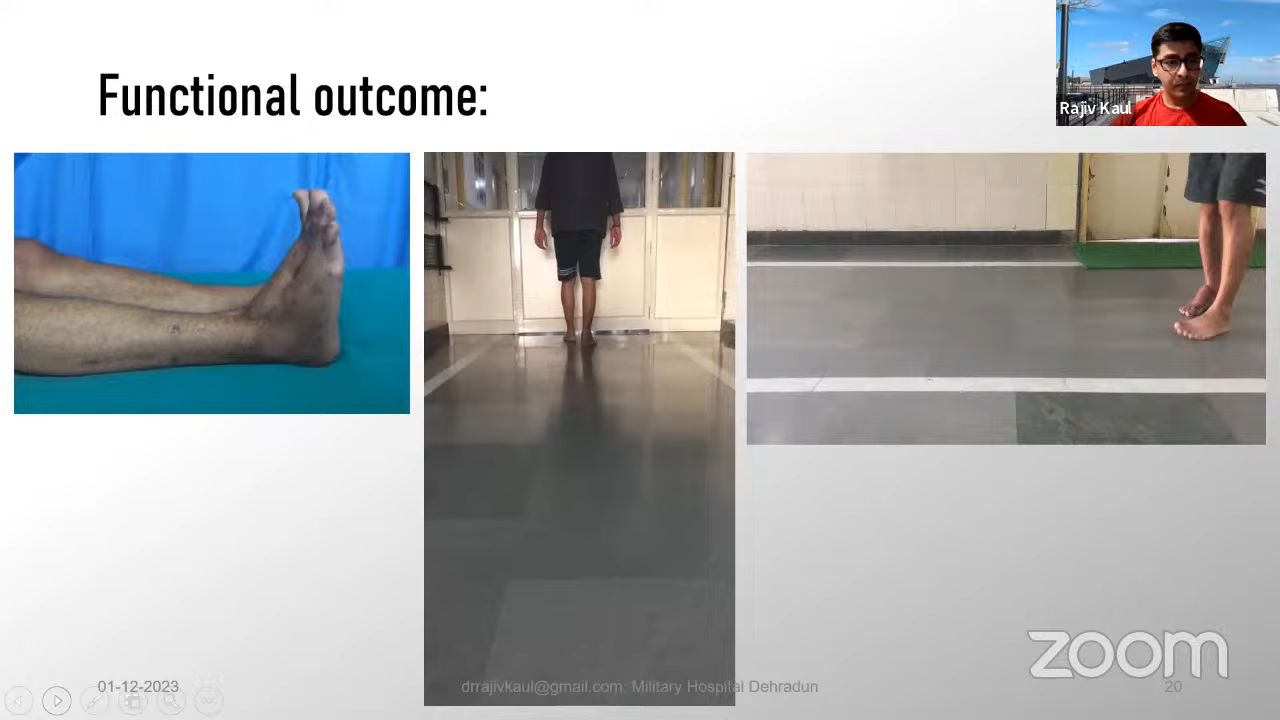 Functional outcome:
Rajiv Kaul
zoom
01-12-2023
drrajivkaul@gmail.com; Military Hospital Dehradun
20